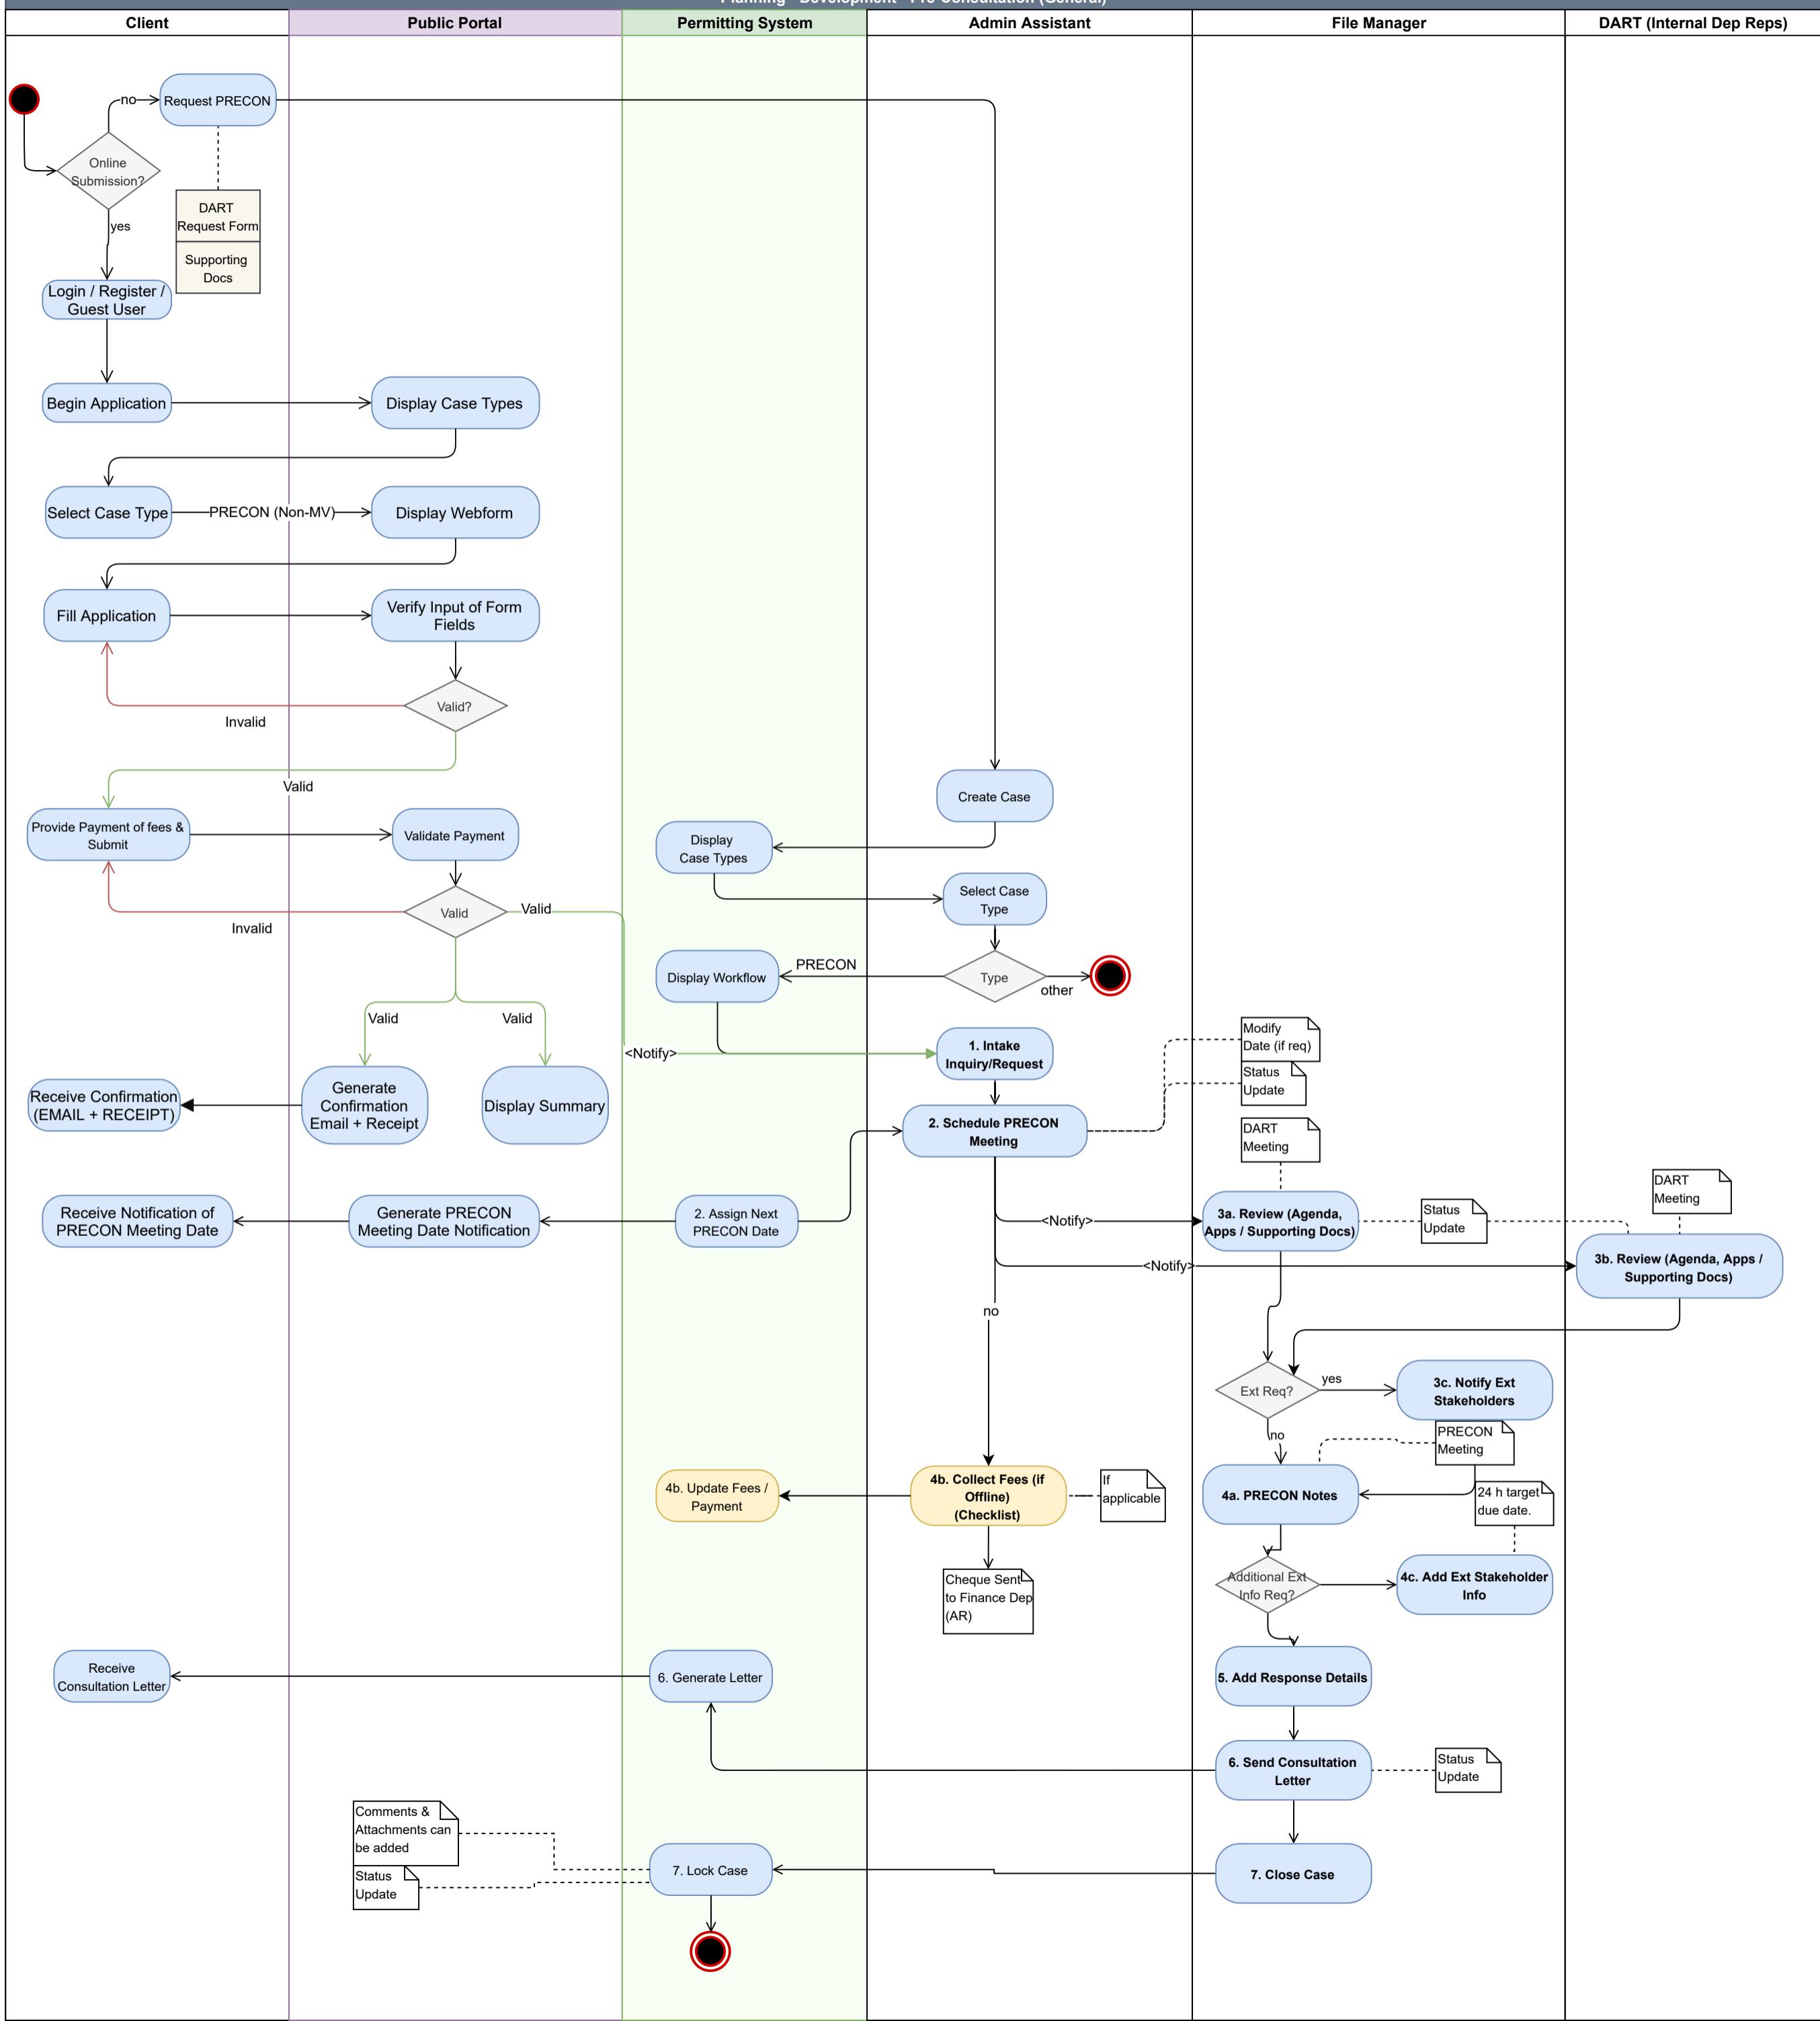 Planning - Development - Pre-Consultation (General)
Client
Public Portal
Permitting System
Admin Assistant
File Manager
DART (Internal Dep Reps)
no
Request PRECON
Online
Submission?
yes
DART
Request Form
Supporting
Docs
Login / Register /
Guest User
Begin Application
Display Case Types
Select Case Type
PRECON (Non-MV)
Display Webform
Fill Application
Verify Input of Form
Fields
Valid?
Invalid
Valid
Create Case
Provide Payment of fees &
Submit
Validate Payment
Display
Case Types
Select Case
Type
Valid
Valid
Invalid
Display Workflow
PRECON
Type
other
Valid
Valid
<Notify>
1. Intake
Inquiry/Request
Modify
Date (if req)
Status
Update
Receive Confirmation
(EMAIL + RECEIPT)
Generate
Confirmation
Email + Receipt
Display Summary
2. Schedule PRECON
Meeting
DART
Meeting
DART
Meeting
Receive Notification of
PRECON Meeting Date
Generate PRECON
Meeting Date Notification
2. Assign Next
PRECON Date
<Notify>
3a. Review (Agenda,
Apps / Supporting Docs)
Status
Update
<Notify>
3b. Review (Agenda, Apps /
Supporting Docs)
no
Ext Req?
yes
3c. Notify Ext
Stakeholders
no
PRECON
Meeting
4b. Update Fees /
Payment
4b. Collect Fees (if
Offline)
(Checklist)
If
applicable
4a. PRECON Notes
24 h target
due date.
Cheque Sent
to Finance Dep
(AR)
Additional Ext
Info Req?
4c. Add Ext Stakeholder
Info
Receive
Consultation Letter
6. Generate Letter
5. Add Response Details
6. Send Consultation
Letter
Status
Update
Comments &
Attachments can
be added
Status
Update
7. Lock Case
7. Close Case